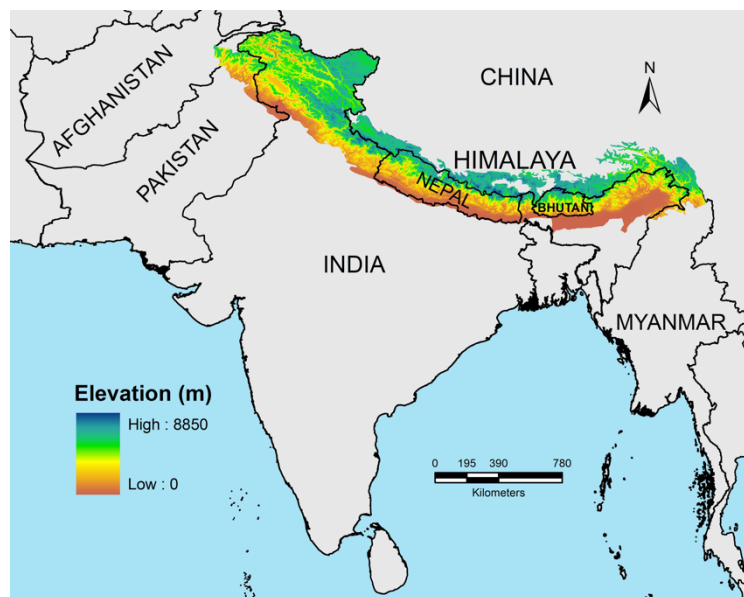 CHINA
N
AFGHANISTAN
PAKISTAN
HIMALAYA
NEPAL
BHUTAN
INDIA
MYANMAR
Elevation (m)
High : 8850
Low : 0
0 195 390 780
Kilometers